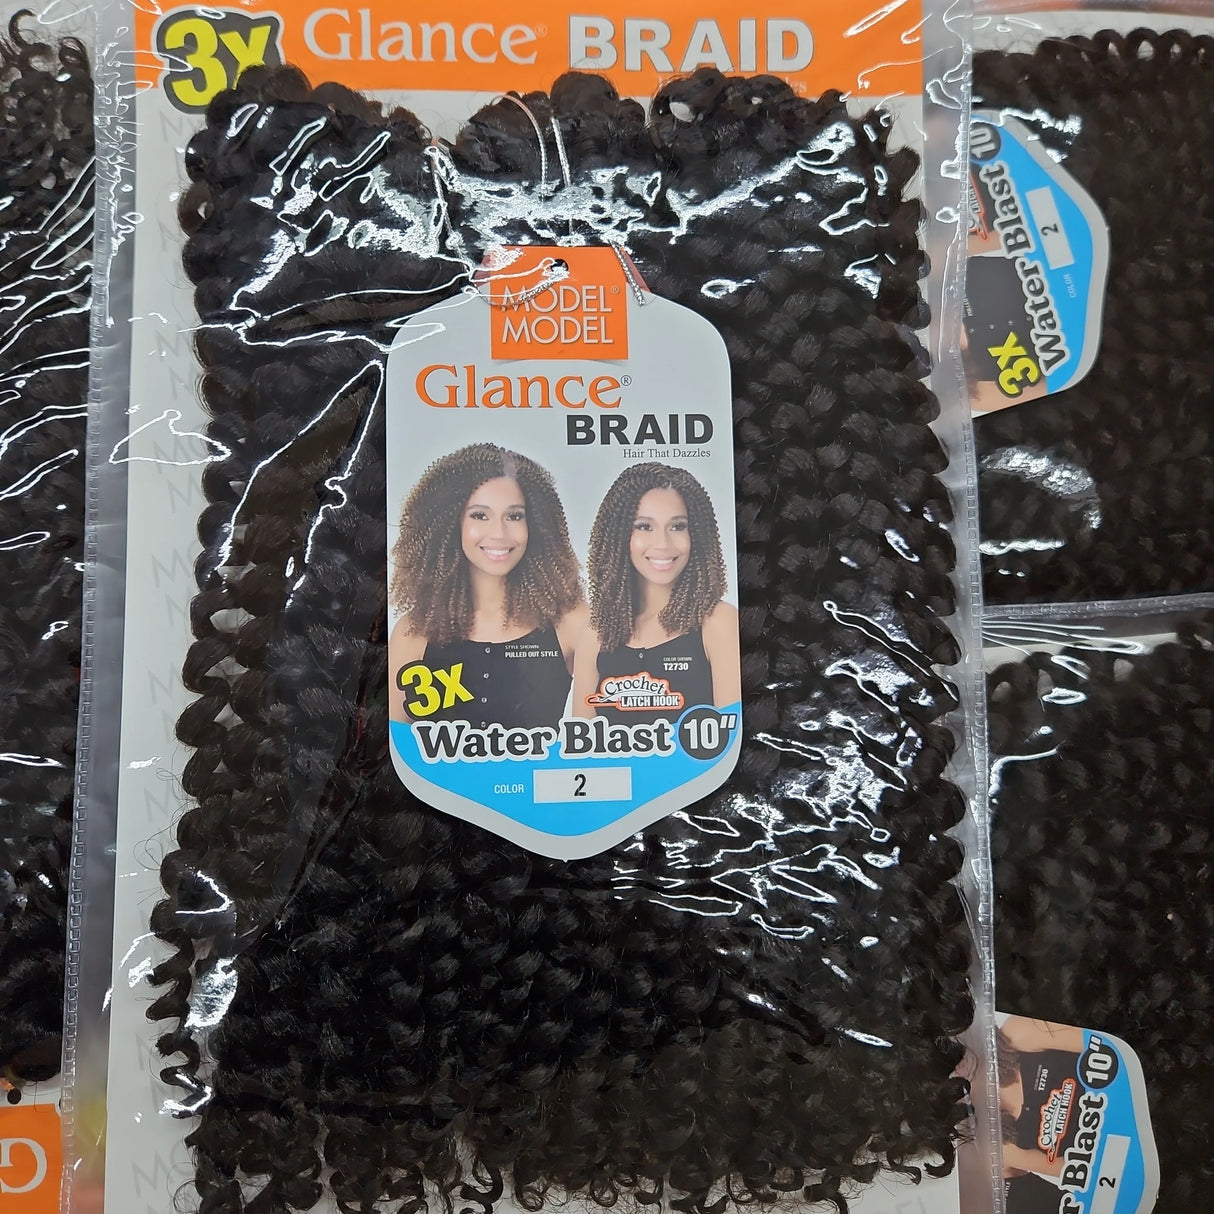 3X Glance® BRAID
MODEL®
MODEL
Glance®
BRAID
Hair That Dazzles
STYLE SHOWN:
PULLED OUT STYLE
COLOR SHOWN:
T2730
3X
Crochet
LATCH HOOK
Water Blast 10"
COLOR 2
Water Blast 10
COLOR 2
3X
T2730
Crochet
LATCH HOOK
Blast 10"
2
G